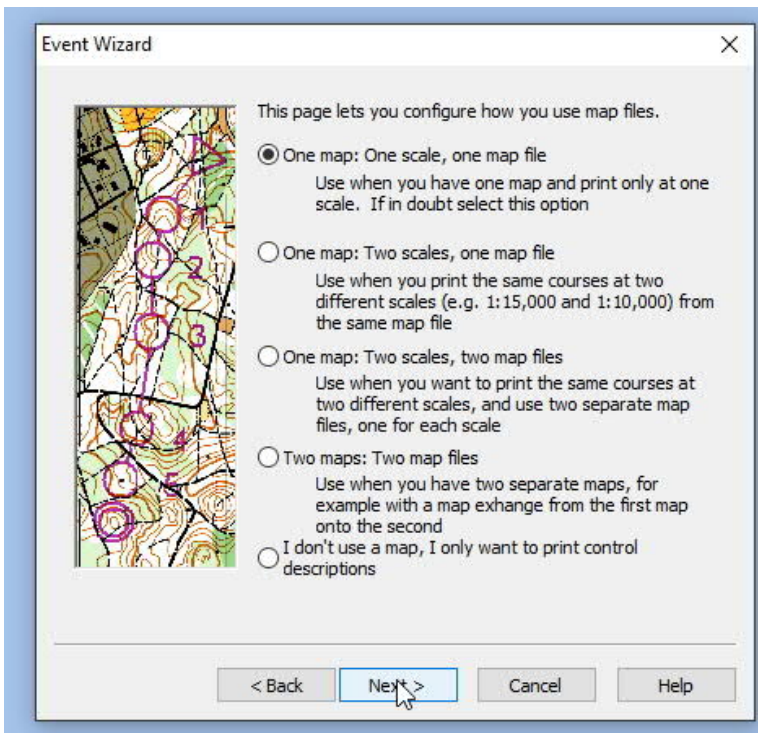 Event Wizard
This page lets you configure how you use map files.
One map: One scale, one map file
Use when you have one map and print only at one
scale. If in doubt select this option
One map: Two scales, one map file
Use when you print the same courses at two
different scales (e.g. 1:15,000 and 1:10,000) from
the same map file
One map: Two scales, two map files
Use when you want to print the same courses at
two different scales, and use two separate map
files, one for each scale
Two maps: Two map files
Use when you have two separate maps, for
example with a map exhange from the first map
onto the second
I don't use a map, I only want to print control
descriptions
1
2
3
4
5
< Back Next > Cancel Help